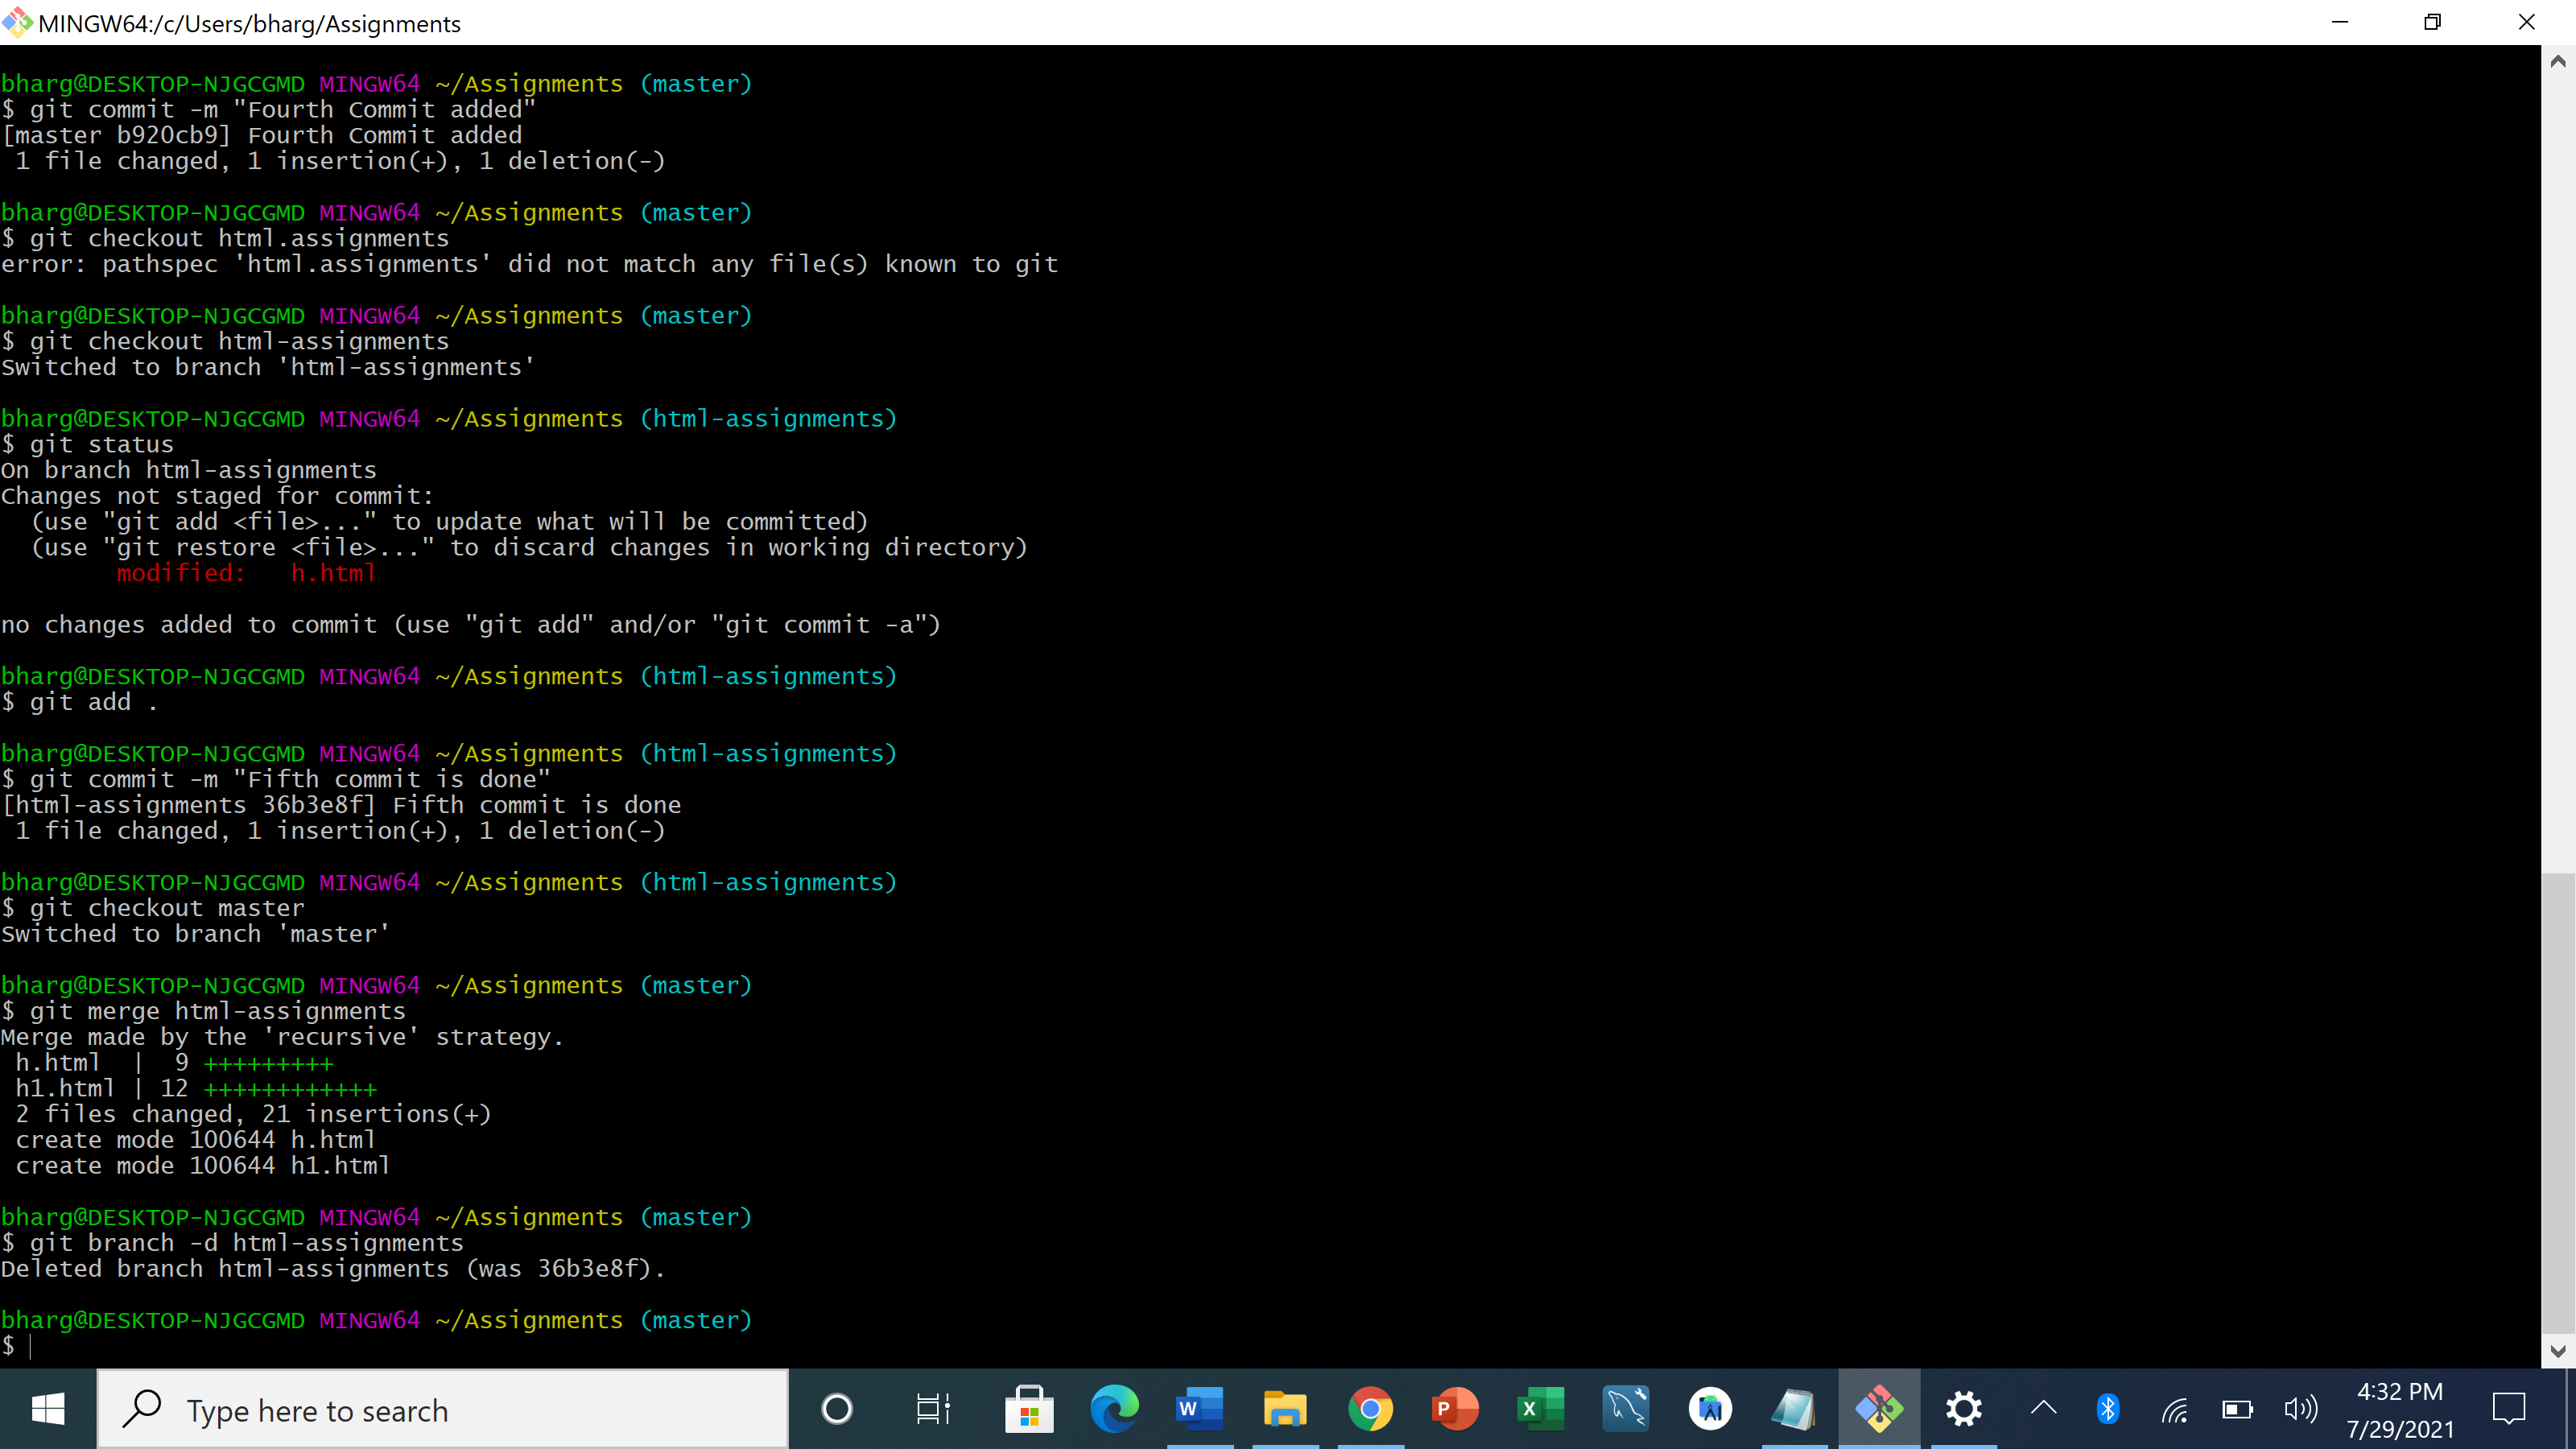 MINGW64:/c/Users/bharg/Assignments
bharg@DESKTOP-NJGCGMD MINGW64 ~/Assignments (master)
$ git commit -m "Fourth Commit added"
[master b920cb9] Fourth Commit added
 1 file changed, 1 insertion(+), 1 deletion(-)
bharg@DESKTOP-NJGCGMD MINGW64 ~/Assignments (master)
$ git checkout html.assignments
error: pathspec 'html.assignments' did not match any file(s) known to git
bharg@DESKTOP-NJGCGMD MINGW64 ~/Assignments (master)
$ git checkout html-assignments
Switched to branch 'html-assignments'
bharg@DESKTOP-NJGCGMD MINGW64 ~/Assignments (html-assignments)
$ git status
On branch html-assignments
Changes not staged for commit:
  (use "git add <file>..." to update what will be committed)
  (use "git restore <file>..." to discard changes in working directory)
        modified:   h.html
no changes added to commit (use "git add" and/or "git commit -a")
bharg@DESKTOP-NJGCGMD MINGW64 ~/Assignments (html-assignments)
$ git add .
bharg@DESKTOP-NJGCGMD MINGW64 ~/Assignments (html-assignments)
$ git commit -m "Fifth commit is done"
[html-assignments 36b3e8f] Fifth commit is done
 1 file changed, 1 insertion(+), 1 deletion(-)
bharg@DESKTOP-NJGCGMD MINGW64 ~/Assignments (html-assignments)
$ git checkout master
Switched to branch 'master'
bharg@DESKTOP-NJGCGMD MINGW64 ~/Assignments (master)
$ git merge html-assignments
Merge made by the 'recursive' strategy.
 h.html  |  9 +++++++++
 h1.html | 12 ++++++++++++
 2 files changed, 21 insertions(+)
 create mode 100644 h.html
 create mode 100644 h1.html
bharg@DESKTOP-NJGCGMD MINGW64 ~/Assignments (master)
$ git branch -d html-assignments
Deleted branch html-assignments (was 36b3e8f).
bharg@DESKTOP-NJGCGMD MINGW64 ~/Assignments (master)
$
Type here to search
W
P
X
A
4:32 PM
7/29/2021